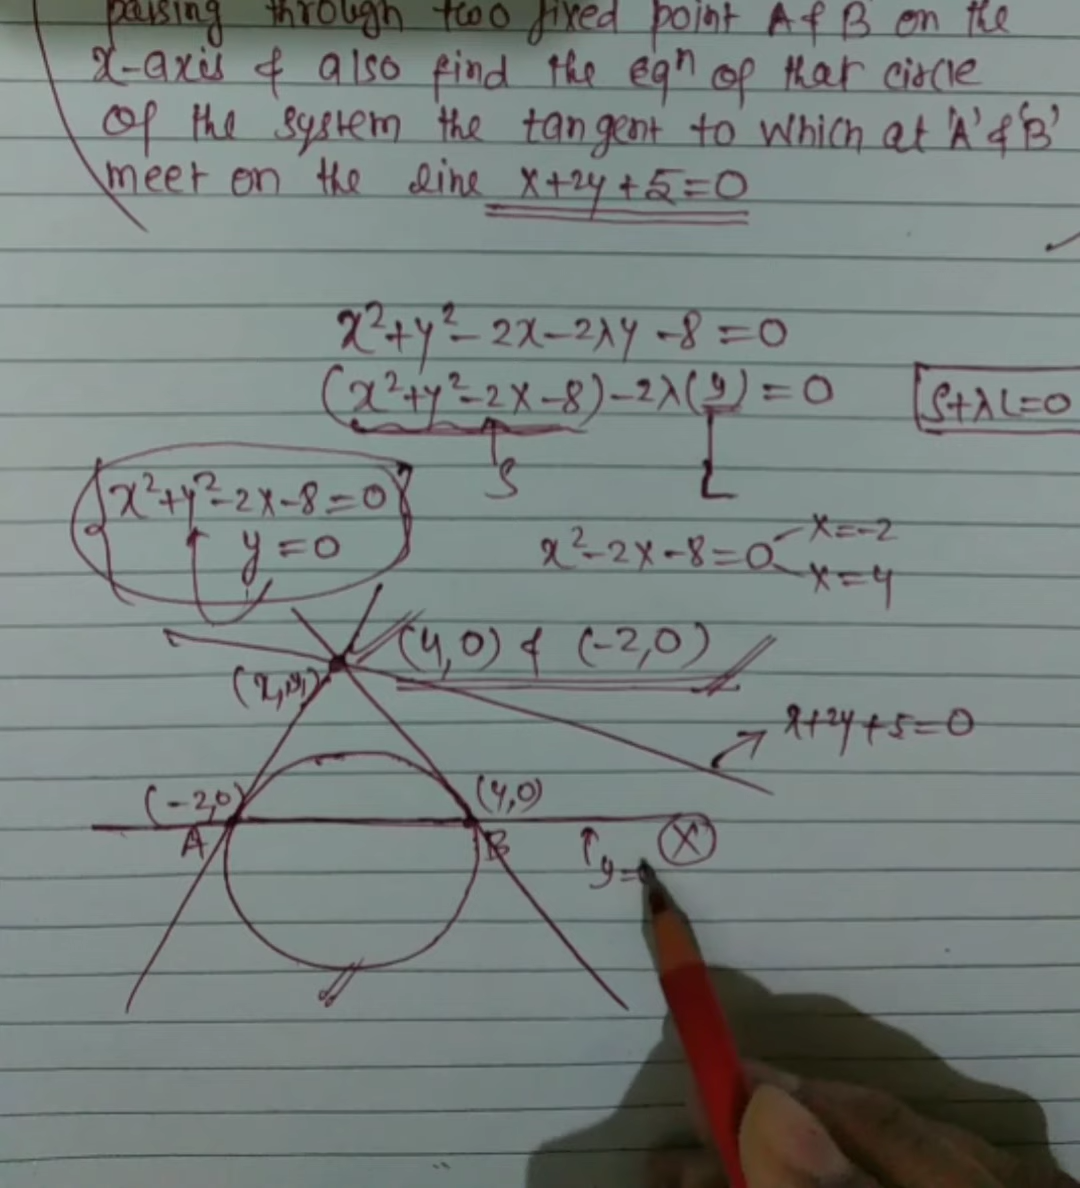 passing through two fixed point A & B on the
x-axis & also find the eqⁿ of that circle
Of the system the tangent to which at 'A' & 'B'
meet on the line x+2y+5=0
x²+y²-2x-2λy-8=0
(x²+y²-2x-8)-2λ(y)=0
S+λL=0
S
L
x²+y²-2x-8=0
y=0
x²-2x-8=0
x=-2
x=4
(4,0) & (-2,0)
(x₁,y₁)
x+2y+5=0
(-2,0)
(4,0)
A
B
X
y=